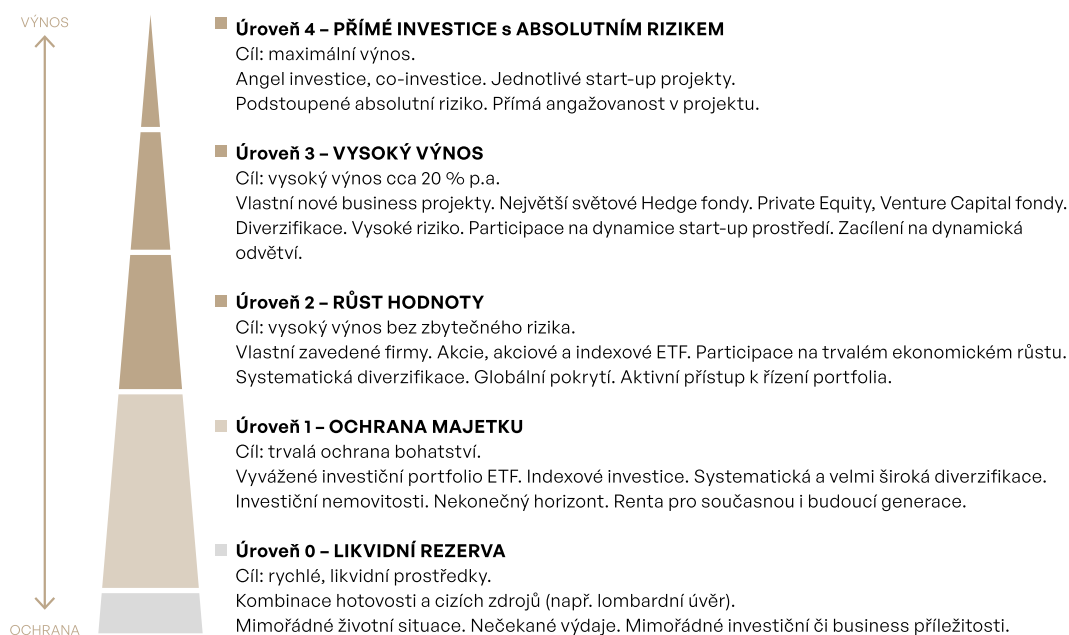 VÝNOS
Úroveň 4 – PŘÍMÉ INVESTICE s ABSOLUTNÍM RIZIKEM
Cíl: maximální výnos.
Angel investice, co-investice. Jednotlivé start-up projekty.
Podstoupené absolutní riziko. Přímá angažovanost v projektu.
Úroveň 3 – VYSOKÝ VÝNOS
Cíl: vysoký výnos cca 20 % p.a.
Vlastní nové business projekty. Největší světové Hedge fondy. Private Equity, Venture Capital fondy.
Diverzifikace. Vysoké riziko. Participace na dynamice start-up prostředí. Zacílení na dynamická
odvětví.
Úroveň 2 – RŮST HODNOTY
Cíl: vysoký výnos bez zbytečného rizika.
Vlastní zavedené firmy. Akcie, akciové a indexové ETF. Participace na trvalém ekonomickém růstu.
Systematická diverzifikace. Globální pokrytí. Aktivní přístup k řízení portfolia.
Úroveň 1 – OCHRANA MAJETKU
Cíl: trvalá ochrana bohatství.
Vyvážené investiční portfolio ETF. Indexové investice. Systematická a velmi široká diverzifikace.
Investiční nemovitosti. Nekonečný horizont. Renta pro současnou i budoucí generace.
Úroveň 0 – LIKVIDNÍ REZERVA
Cíl: rychlé, likvidní prostředky.
Kombinace hotovosti a cizích zdrojů (např. lombardní úvěr).
Mimořádné životní situace. Nečekané výdaje. Mimořádné investiční či business příležitosti.
OCHRANA